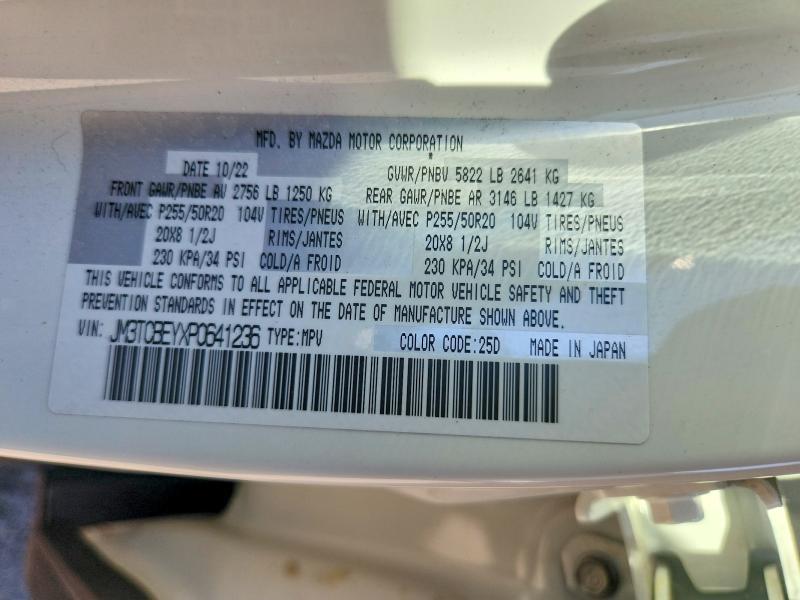 MFD. BY MAZDA MOTOR CORPORATION
DATE 10/22 GVWR/PNBV 5822 LB 2641 KG
FRONT GAWR/PNBE AV 2756 LB 1250 KG REAR GAWR/PNBE AR 3146 LB 1427 KG
WITH/AVEC P255/50R20 104V TIRES/PNEUS WITH/AVEC P255/50R20 104V TIRES/PNEUS
20X8 1/2J RIMS/JANTES 20X8 1/2J RIMS/JANTES
230 KPA/34 PSI COLD/A FROID 230 KPA/34 PSI COLD/A FROID
THIS VEHICLE CONFORMS TO ALL APPLICABLE FEDERAL MOTOR VEHICLE SAFETY AND THEFT
PREVENTION STANDARDS IN EFFECT ON THE DATE OF MANUFACTURE SHOWN ABOVE.
VIN: JM3TCBEYXP0641236 TYPE:MPV COLOR CODE:25D MADE IN JAPAN